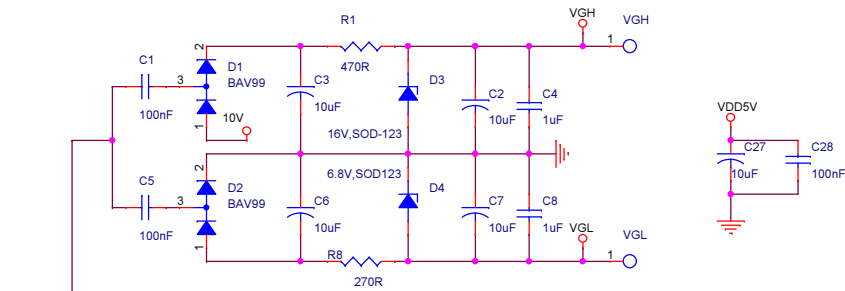 VGH
VGH
R1
1
2
C1
D1
BAV99
3
C3
470R
D3
C2
C4
10uF
10uF
1uF
100nF
10V
1
16V,SOD-123
VDD5V
C27
C28
10uF
100nF
2
6.8V,SOD123
C5
D2
BAV99
3
C6
D4
C7
C8
100nF
10uF
10uF
1uF
VGL
VGL
1
R8
1
270R